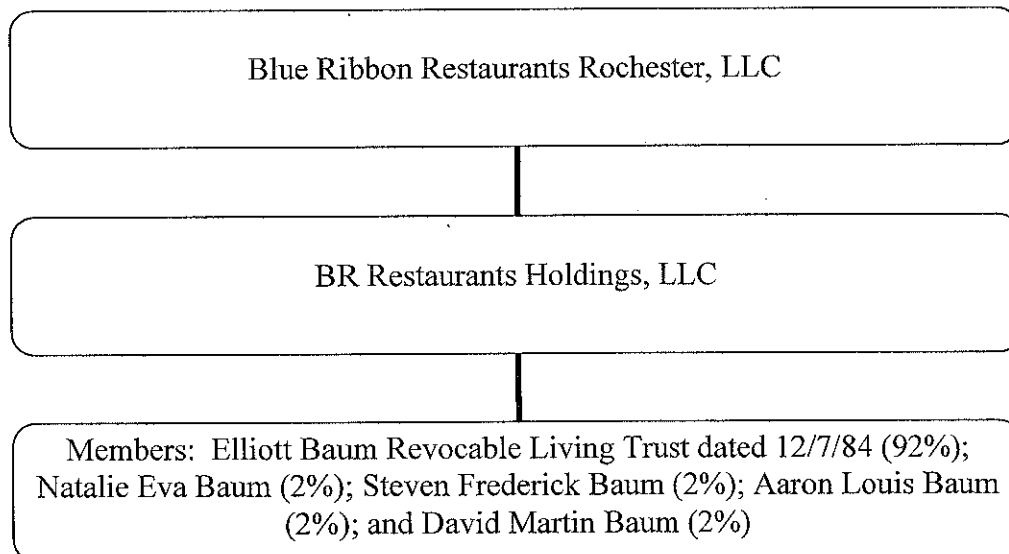 Blue Ribbon Restaurants Rochester, LLC
BR Restaurants Holdings, LLC
Members: Elliott Baum Revocable Living Trust dated 12/7/84 (92%);
Natalie Eva Baum (2%); Steven Frederick Baum (2%); Aaron Louis Baum
(2%); and David Martin Baum (2%)